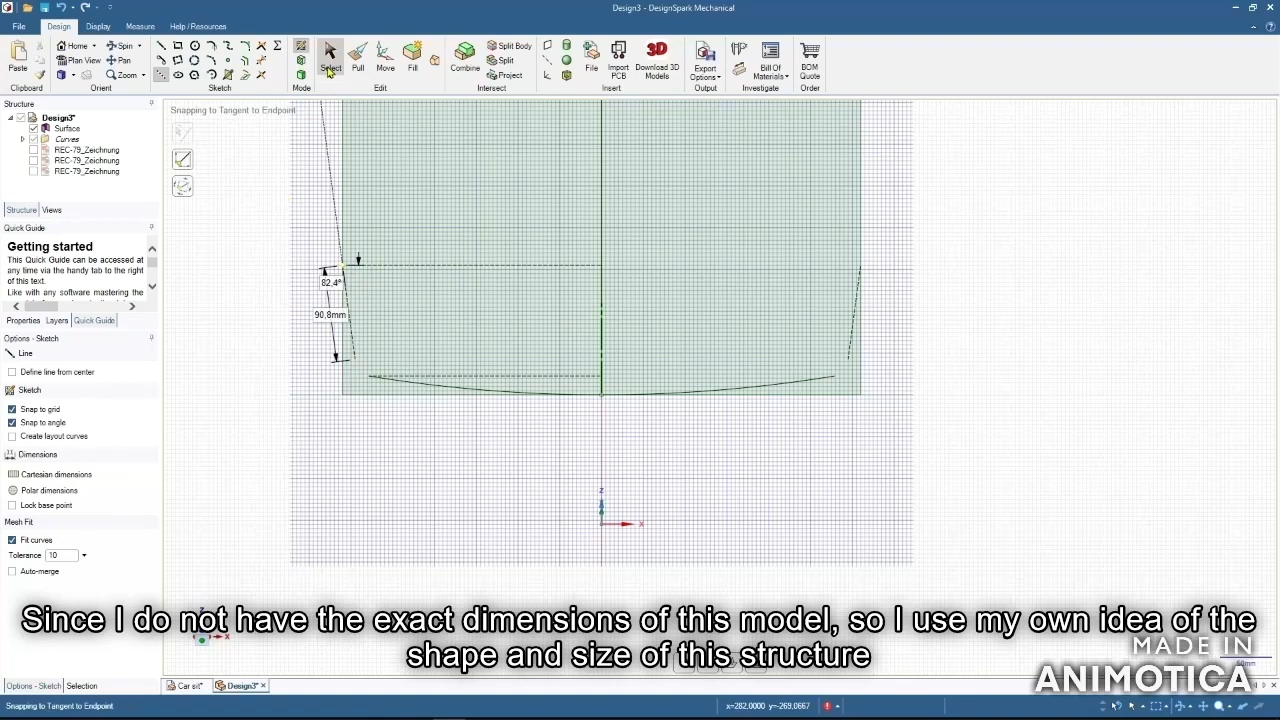 Design3 - DesignSpark Mechanical
File Design Display Measure Help / Resources
Paste
Home Spin
Plan View Pan
Zoom
Select Pull Move Fill
Combine
Split Body
Split
Project
File Import PCB Download 3D Models
3D
Export Options
Bill Of Materials
BOM Quote
Clipboard Orient Sketch Mode Edit Intersect Insert Output Investigate Order
Structure
Snapping to Tangent to Endpoint
Design3*
Surface
Curves
REC-79_Zeichnung
REC-79_Zeichnung
REC-79_Zeichnung
Structure Views
Quick Guide
Getting started
This Quick Guide can be accessed at
any time via the handy tab to the right
of this text.
Like with any software mastering the
Properties Layers Quick Guide
Options - Sketch
Line
Define line from center
Sketch
Snap to grid
Snap to angle
Create layout curves
Dimensions
Cartesian dimensions
Polar dimensions
Lock base point
Mesh Fit
Fit curves
Tolerance 10
Auto-merge
82,4°
90,8mm
Z
X
Since I do not have the exact dimensions of this model, so I use my own idea of the
shape and size of this structure
MADE IN
ANIMOTICA
Options - Sketch Selection
Car sit* Design3*
Snapping to Tangent to Endpoint
x=282.0000 y=-269.0667